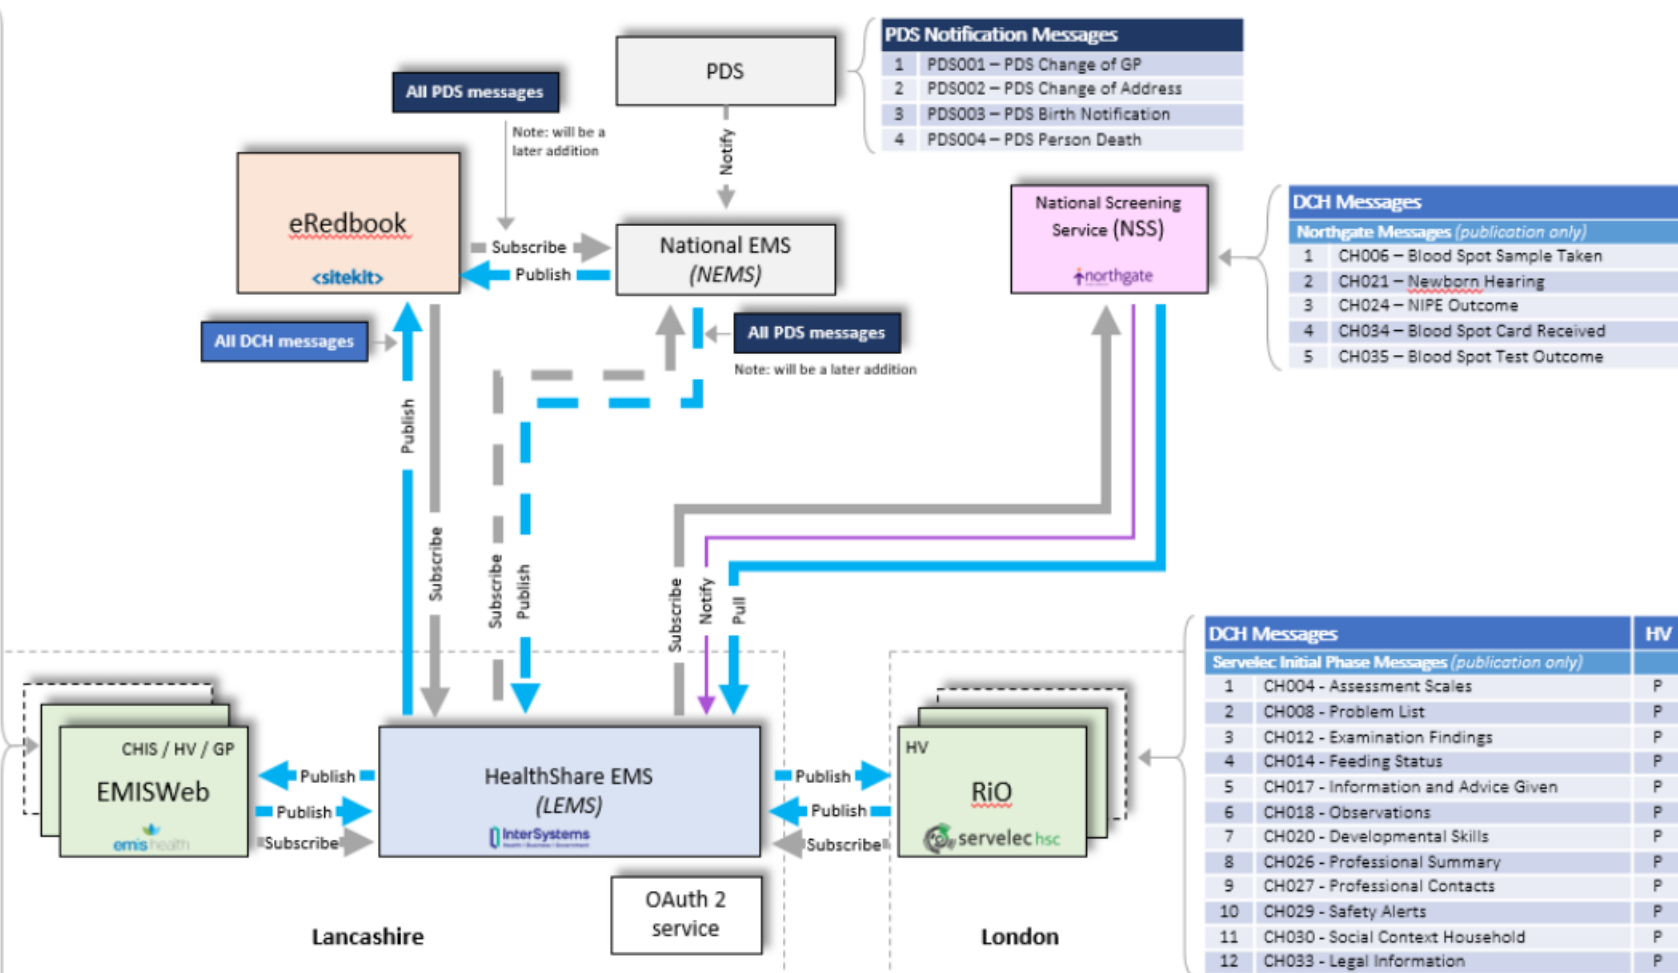 PDS
PDS Notification Messages
1 PDS001 – PDS Change of GP
2 PDS002 – PDS Change of Address
3 PDS003 – PDS Birth Notification
4 PDS004 – PDS Person Death
All PDS messages
Note: will be a
later addition
Notify
eRedbook
<sitekit>
Subscribe
Publish
National EMS
(NEMS)
National Screening
Service (NSS)
northgate
DCH Messages
Northgate Messages (publication only)
1 CH006 – Blood Spot Sample Taken
2 CH021 – Newborn Hearing
3 CH024 – NIPE Outcome
4 CH034 – Blood Spot Card Received
5 CH035 – Blood Spot Test Outcome
All DCH messages
All PDS messages
Note: will be a later addition
Publish
Subscribe
Subscribe
Publish
Subscribe
Notify
Pull
CHIS / HV / GP
EMISWeb
emis health
Publish
Publish
Subscribe
HealthShare EMS
(LEMS)
InterSystems
Publish
Publish
Subscribe
HV
RiO
servelec hsc
OAuth 2
service
Lancashire
London
DCH Messages HV
Servelec Initial Phase Messages (publication only)
1 CH004 - Assessment Scales P
2 CH008 - Problem List P
3 CH012 - Examination Findings P
4 CH014 - Feeding Status P
5 CH017 - Information and Advice Given P
6 CH018 - Observations P
7 CH020 - Developmental Skills P
8 CH026 - Professional Summary P
9 CH027 - Professional Contacts P
10 CH029 - Safety Alerts P
11 CH030 - Social Context Household P
12 CH033 - Legal Information P